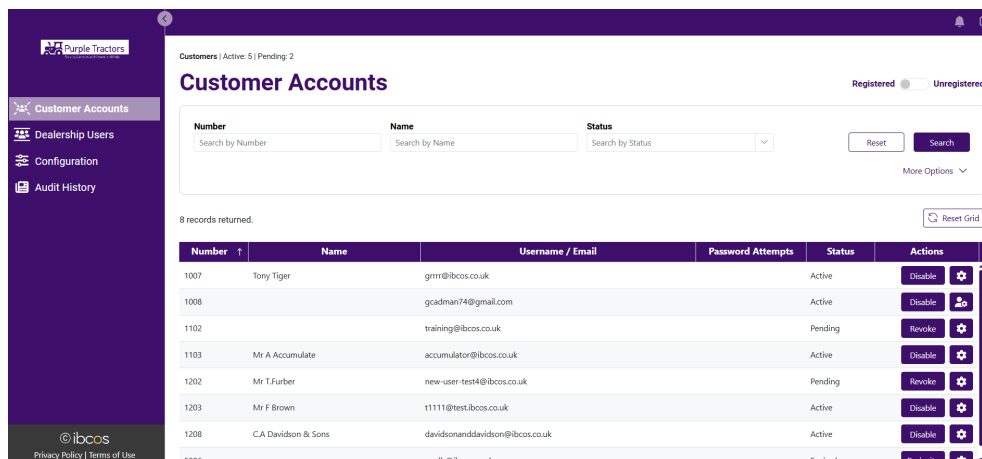 Purple Tractors
Customers | Active: 5 | Pending: 2
Customer Accounts
Registered Unregistered
Customer Accounts
Dealership Users
Configuration
Audit History
Number Name Status
Search by Number Search by Name Search by Status Reset Search
More Options
8 records returned.
Reset Grid
Number ↑ Name Username / Email Password Attempts Status Actions
1007 Tony Tiger grrrr@ibcos.co.uk Active Disable
1008 gcadman74@gmail.com Active Disable
1102 training@ibcos.co.uk Pending Revoke
1103 Mr A Accumulate accumulator@ibcos.co.uk Active Disable
1202 Mr T.Furber new-user-test4@ibcos.co.uk Pending Revoke
1203 Mr F Brown t1111@test.ibcos.co.uk Active Disable
1208 C.A Davidson & Sons davidsonanddavidson@ibcos.co.uk Active Disable
© ibcos
Privacy Policy | Terms of Use